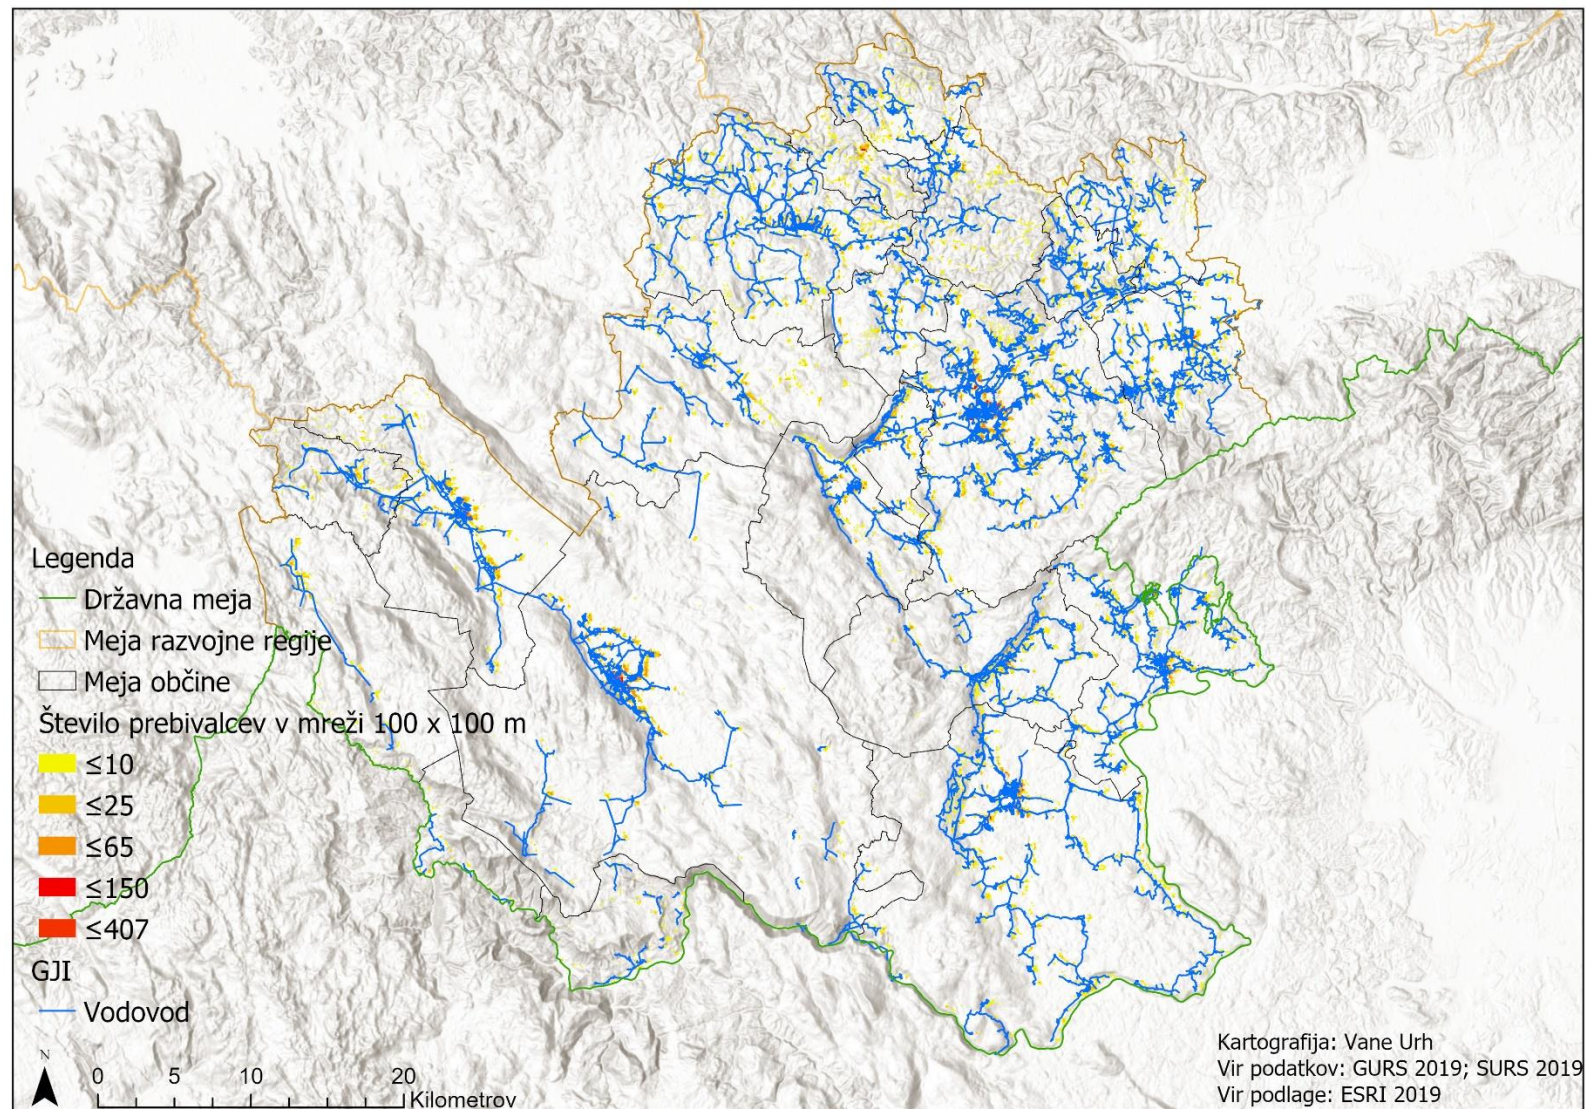 Legenda
Državna meja
Meja razvojne regije
Meja občine
Število prebivalcev v mreži 100 x 100 m
≤10
≤25
≤65
≤150
≤407
GJI
Vodovod
N
0 5 10 20
Kilometrov
Kartografija: Vane Urh
Vir podatkov: GURS 2019; SURS 2019
Vir podlage: ESRI 2019